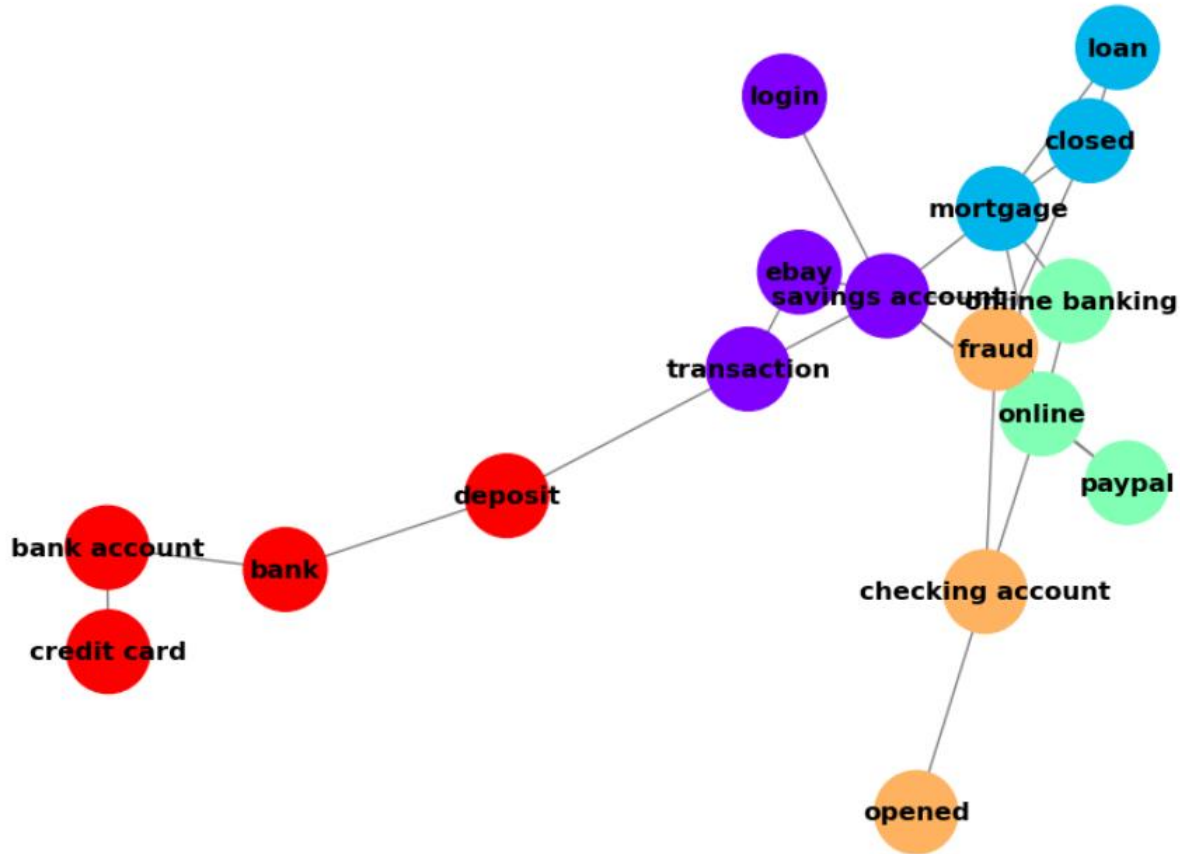 loan
login
closed
mortgage
ebay
savings account
online banking
fraud
transaction
online
paypal
deposit
bank account
bank
checking account
credit card
opened